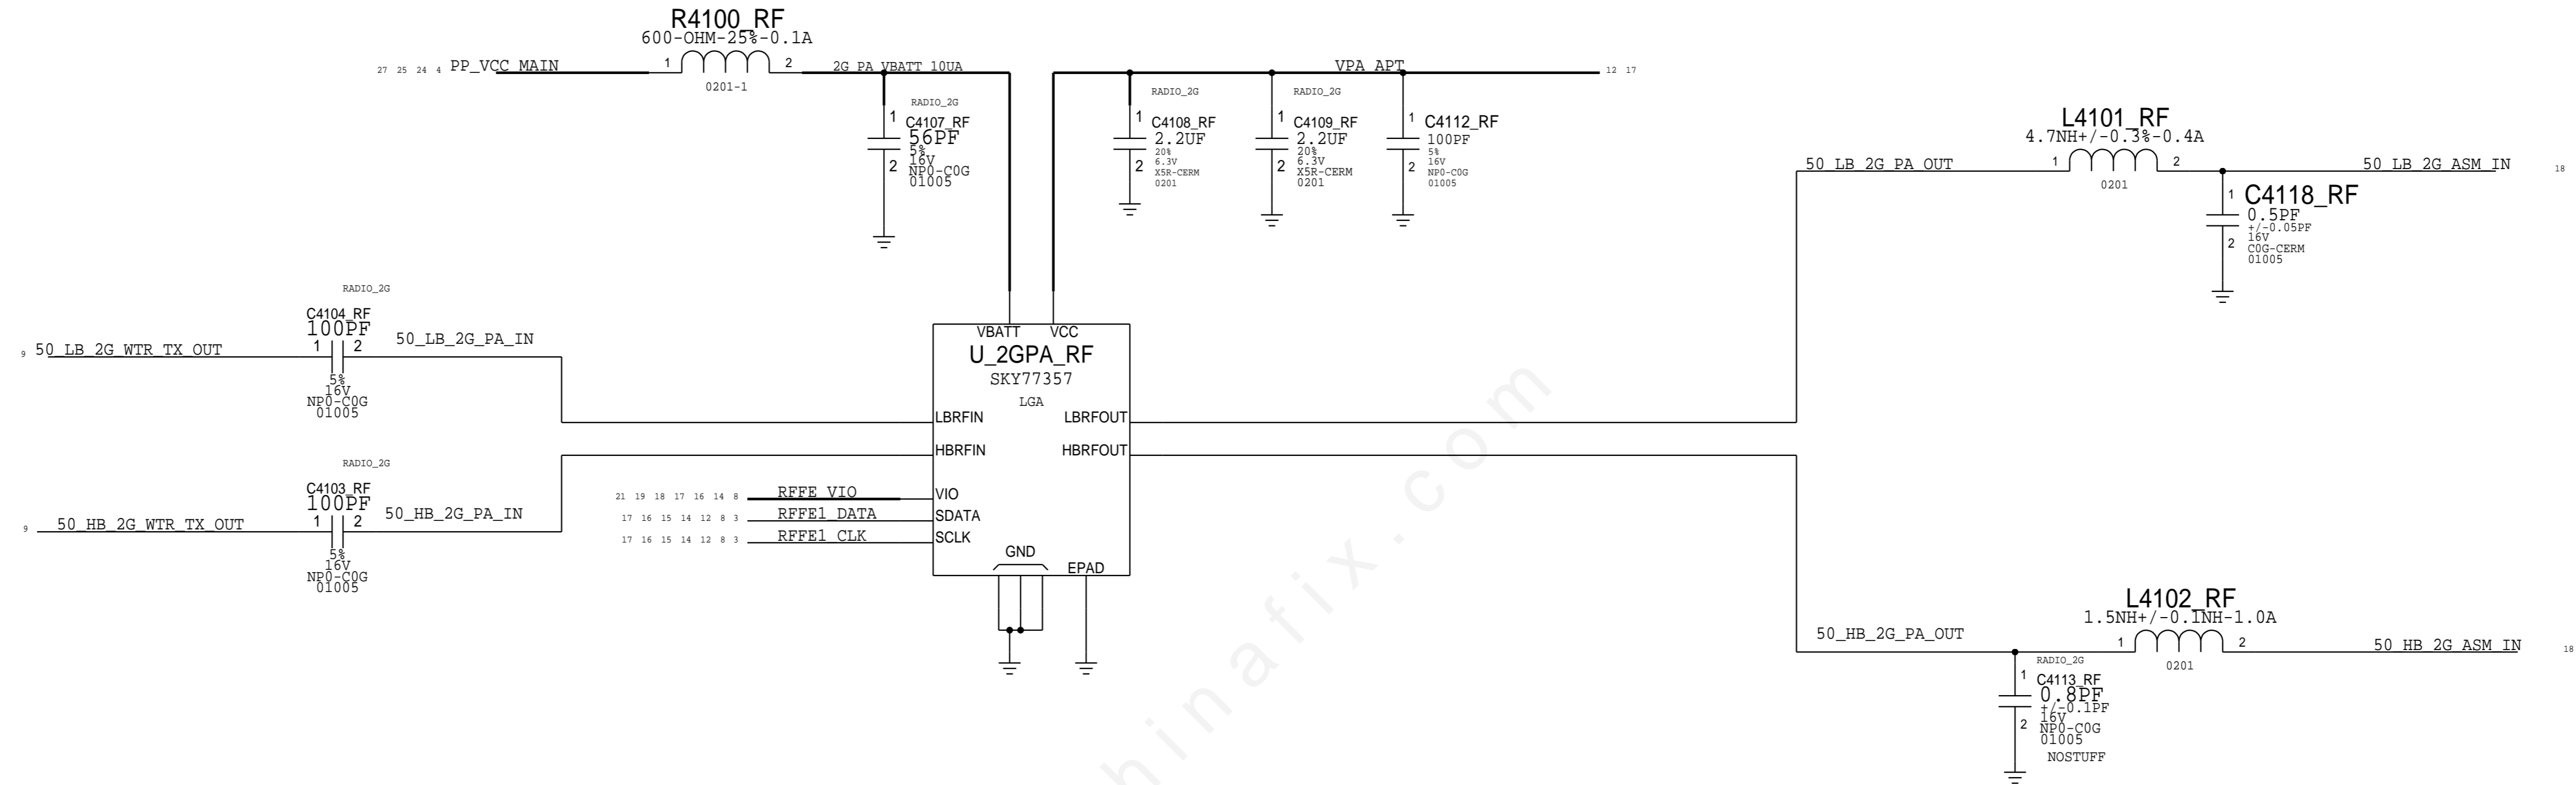 R4100_RF
600-OHM-25%-0.1A
27 25 24 4 PP_VCC_MAIN 1 2 2G_PA_VBATT_10UA
0201-1
VPA_APT 12 17
RADIO_2G
1 C4107_RF
56PF
5%
16V
2 NP0-C0G
01005
RADIO_2G
1 C4108_RF
2.2UF
20%
6.3V
2 X5R-CERM
0201
RADIO_2G
1 C4109_RF
2.2UF
20%
6.3V
2 X5R-CERM
0201
1 C4112_RF
100PF
5%
16V
2 NP0-C0G
01005
L4101_RF
4.7NH+/-0.3%-0.4A
50_LB_2G_PA_OUT 1 2 50_LB_2G_ASM_IN 18
0201
1 C4118_RF
0.5PF
+/-0.05PF
16V
2 C0G-CERM
01005
RADIO_2G
C4104_RF
100PF
9 50_LB_2G_WTR_TX_OUT 1 2 50_LB_2G_PA_IN
5%
16V
NP0-C0G
01005
RADIO_2G
C4103_RF
100PF
9 50_HB_2G_WTR_TX_OUT 1 2 50_HB_2G_PA_IN
5%
16V
NP0-C0G
01005
VBATT VCC
U_2GPA_RF
SKY77357
LGA
LBRFIN LBRFOUT
HBRFIN HBRFOUT
21 19 18 17 16 14 8 RFFE_VIO VIO
17 16 15 14 12 8 3 RFFE1_DATA SDATA
17 16 15 14 12 8 3 RFFE1_CLK SCLK
GND
EPAD
L4102_RF
1.5NH+/-0.1NH-1.0A
50_HB_2G_PA_OUT 1 2 50_HB_2G_ASM_IN 18
0201
RADIO_2G
1 C4113_RF
0.8PF
+/-0.1PF
16V
2 NP0-C0G
01005
NOSTUFF
hinafix.com